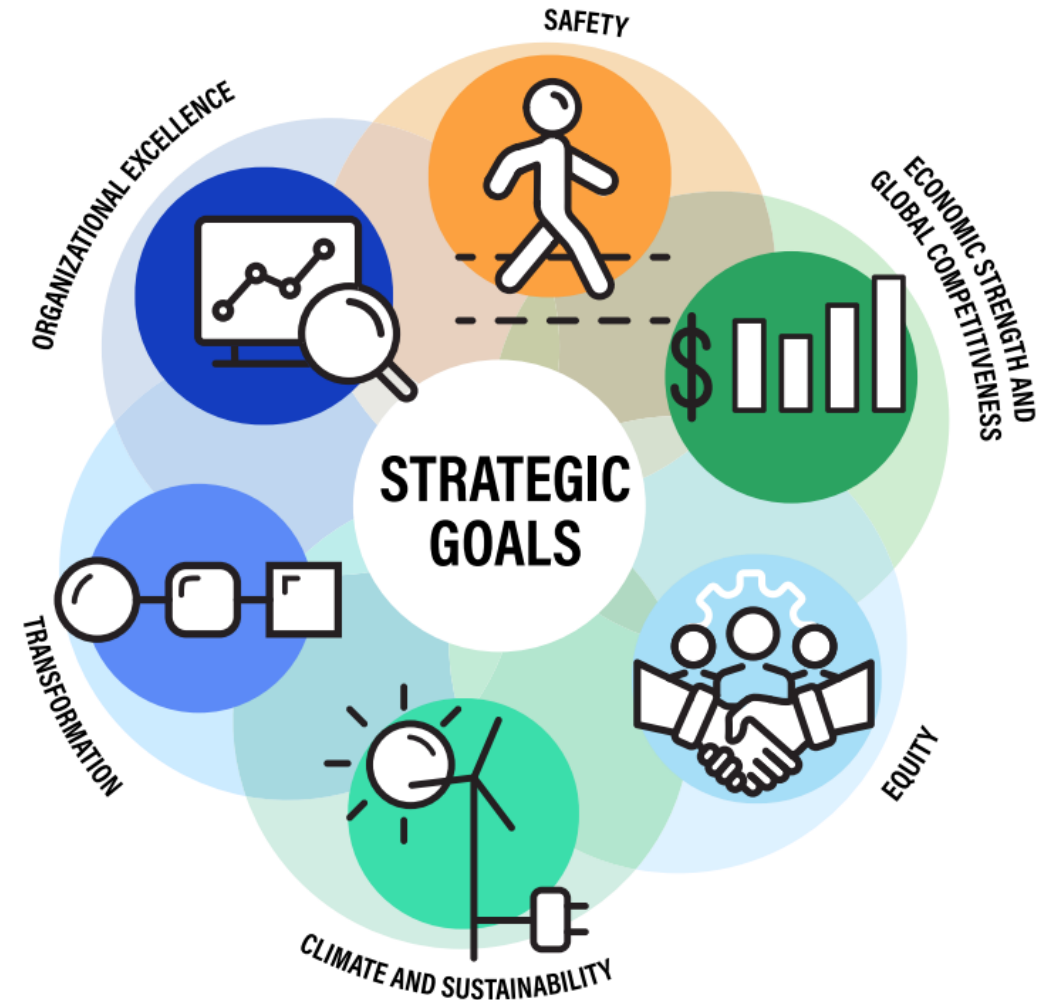 SAFETY
ECONOMIC STRENGTH AND
GLOBAL COMPETITIVENESS
EQUITY
CLIMATE AND SUSTAINABILITY
TRANSFORMATION
ORGANIZATIONAL EXCELLENCE
STRATEGIC
GOALS
$